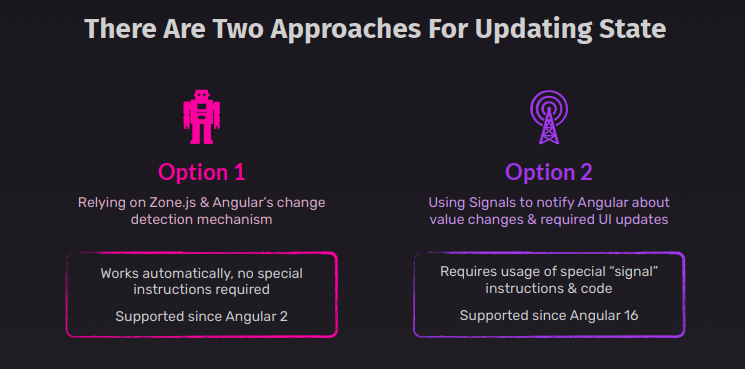 There Are Two Approaches For Updating State
Option 1
Relying on Zone.js & Angular's change
detection mechanism
Works automatically, no special
instructions required
Supported since Angular 2
Option 2
Using Signals to notify Angular about
value changes & required UI updates
Requires usage of special “signal”
instructions & code
Supported since Angular 16